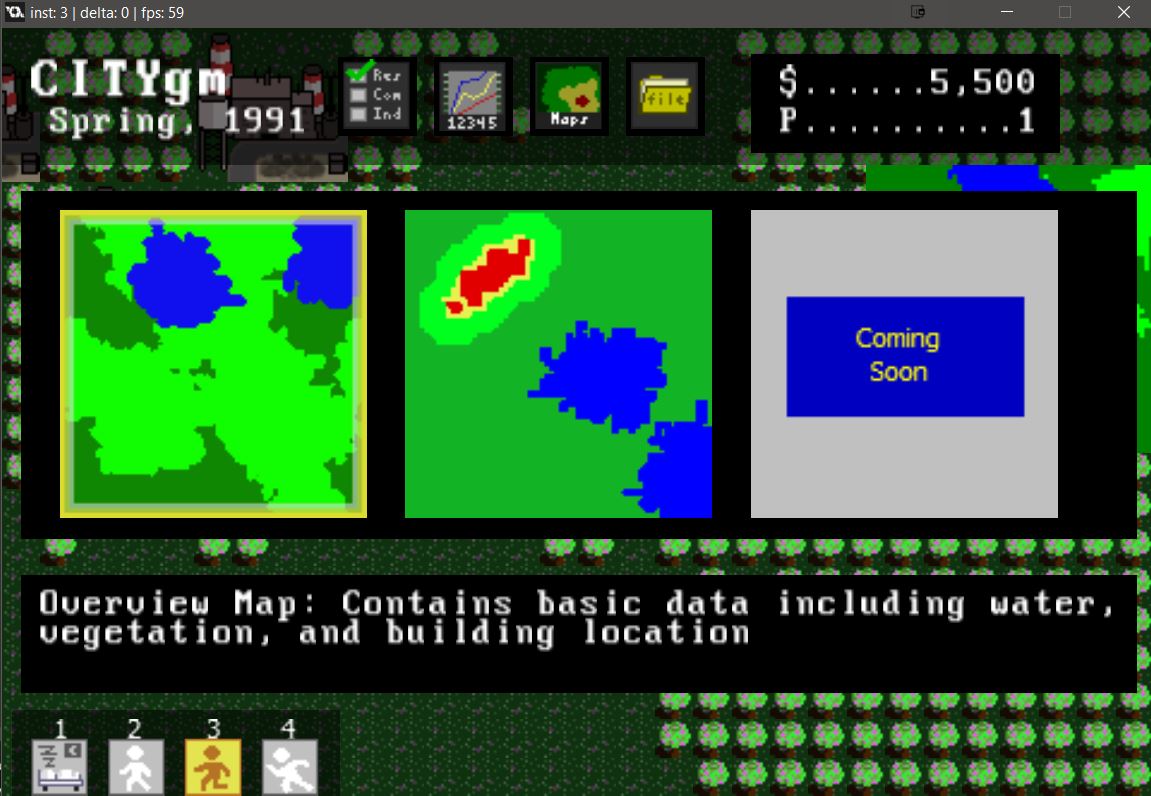 inst: 3 | delta: 0 | fps: 59
CITYgm
Spring, 1991
Res
Com
Ind
12345
Maps
file
$......5,500
P..........1
Coming
Soon
Overview Map: Contains basic data including water,
vegetation, and building location
1 2 3 4
z z z